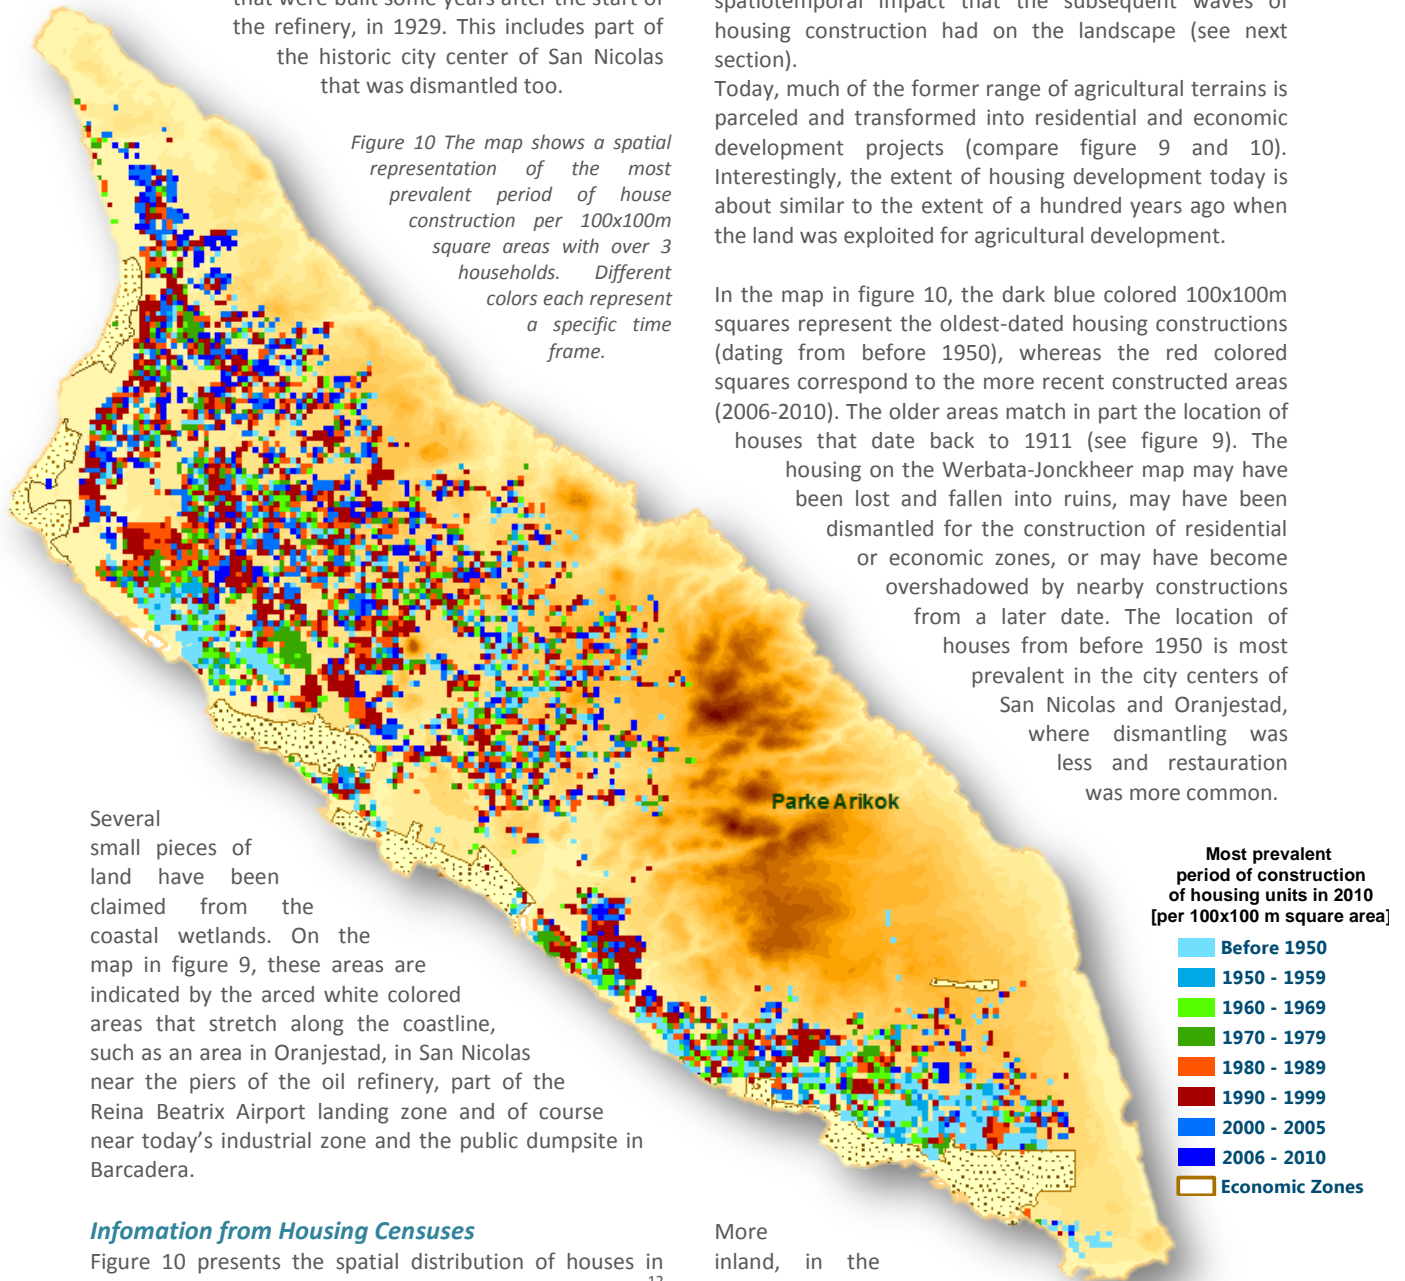 that were built some years after the start of
the refinery, in 1929. This includes part of
the historic city center of San Nicolas
that was dismantled too.
Figure 10 The map shows a spatial
representation of the most
prevalent period of house
construction per 100x100m
square areas with over 3
households. Different
colors each represent
a specific time
frame.
Several
small pieces of
land have been
claimed from the
coastal wetlands. On the
map in figure 9, these areas are
indicated by the arced white colored
areas that stretch along the coastline,
such as an area in Oranjestad, in San Nicolas
near the piers of the oil refinery, part of the
Reina Beatrix Airport landing zone and of course
near today's industrial zone and the public dumpsite in
Barcadera.
Infomation from Housing Censuses
Figure 10 presents the spatial distribution of houses in
12
spatiotemporal impact that the subsequent waves of
housing construction had on the landscape (see next
section).
Today, much of the former range of agricultural terrains is
parceled and transformed into residential and economic
development projects (compare figure 9 and 10).
Interestingly, the extent of housing development today is
about similar to the extent of a hundred years ago when
the land was exploited for agricultural development.
In the map in figure 10, the dark blue colored 100x100m
squares represent the oldest-dated housing constructions
(dating from before 1950), whereas the red colored
squares correspond to the more recent constructed areas
(2006-2010). The older areas match in part the location of
houses that date back to 1911 (see figure 9). The
housing on the Werbata-Jonckheer map may have
been lost and fallen into ruins, may have been
dismantled for the construction of residential
or economic zones, or may have become
overshadowed by nearby constructions
from a later date. The location of
houses from before 1950 is most
prevalent in the city centers of
San Nicolas and Oranjestad,
where dismantling was
less and restauration
was more common.
Parke Arikok
Most prevalent
period of construction
of housing units in 2010
[per 100x100 m square area]
Before 1950
1950 - 1959
1960 - 1969
1970 - 1979
1980 - 1989
1990 - 1999
2000 - 2005
2006 - 2010
Economic Zones
More
inland, in the